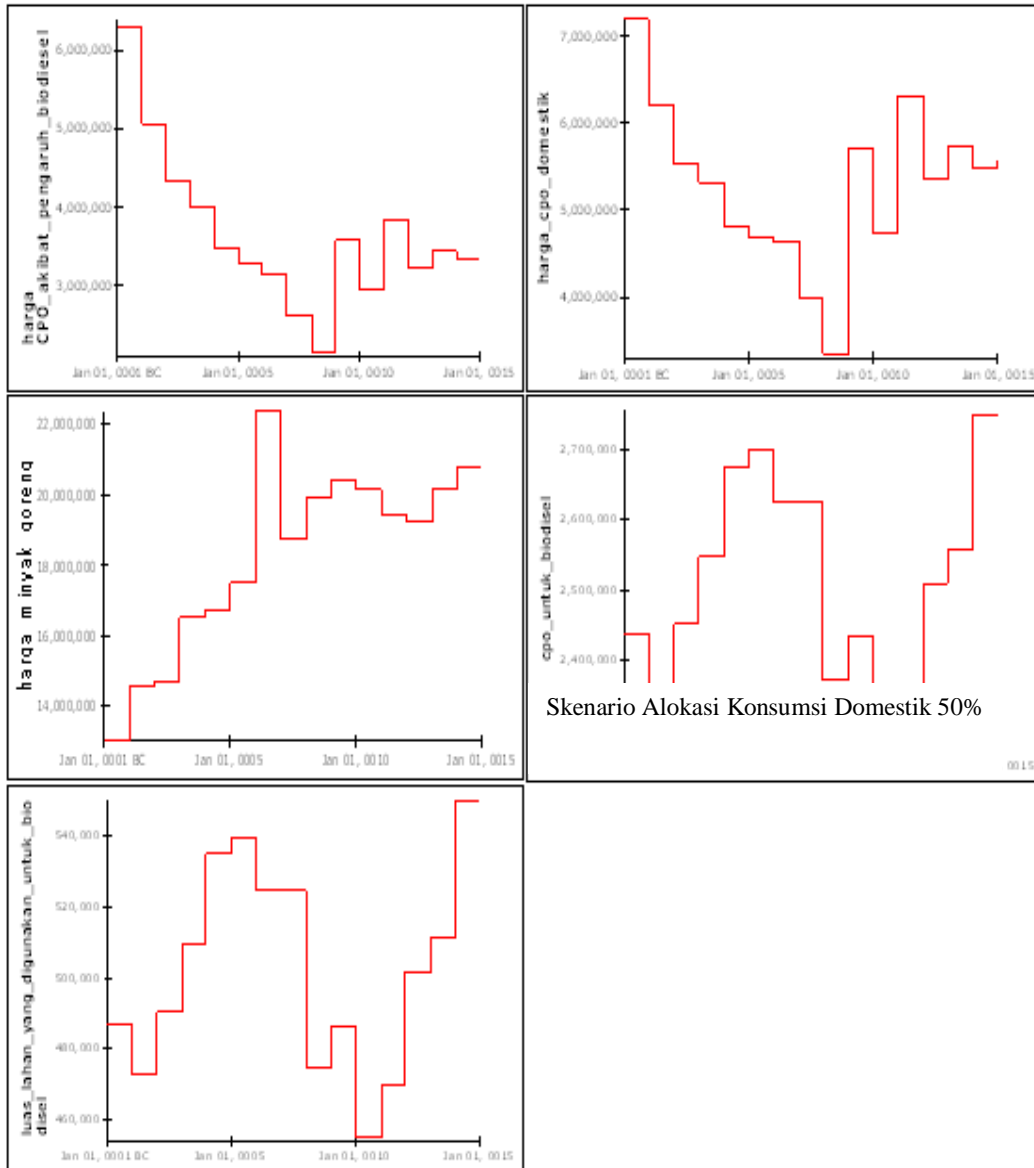 6,000,000
5,000,000
4,000,000
3,000,000
harga
CPO_akibat_pengaruh_biodiesel
Jan 01, 0001 BC
Jan 01, 0005
Jan 01, 0010
Jan 01, 0015
7,000,000
6,000,000
5,000,000
4,000,000
harga_cpo_domestik
Jan 01, 0001 BC
Jan 01, 0005
Jan 01, 0010
Jan 01, 0015
22,000,000
20,000,000
18,000,000
16,000,000
14,000,000
harga minyak goreng
Jan 01, 0001 BC
Jan 01, 0005
Jan 01, 0010
Jan 01, 0015
2,700,000
2,600,000
2,500,000
2,400,000
cpo_untuk_biodisel
Skenario Alokasi Konsumsi Domestik 50%
0015
540,000
520,000
500,000
480,000
460,000
luas_lahan_yang_digunakan_untuk_bio
disel
Jan 01, 0001 BC
Jan 01, 0005
Jan 01, 0010
Jan 01, 0015